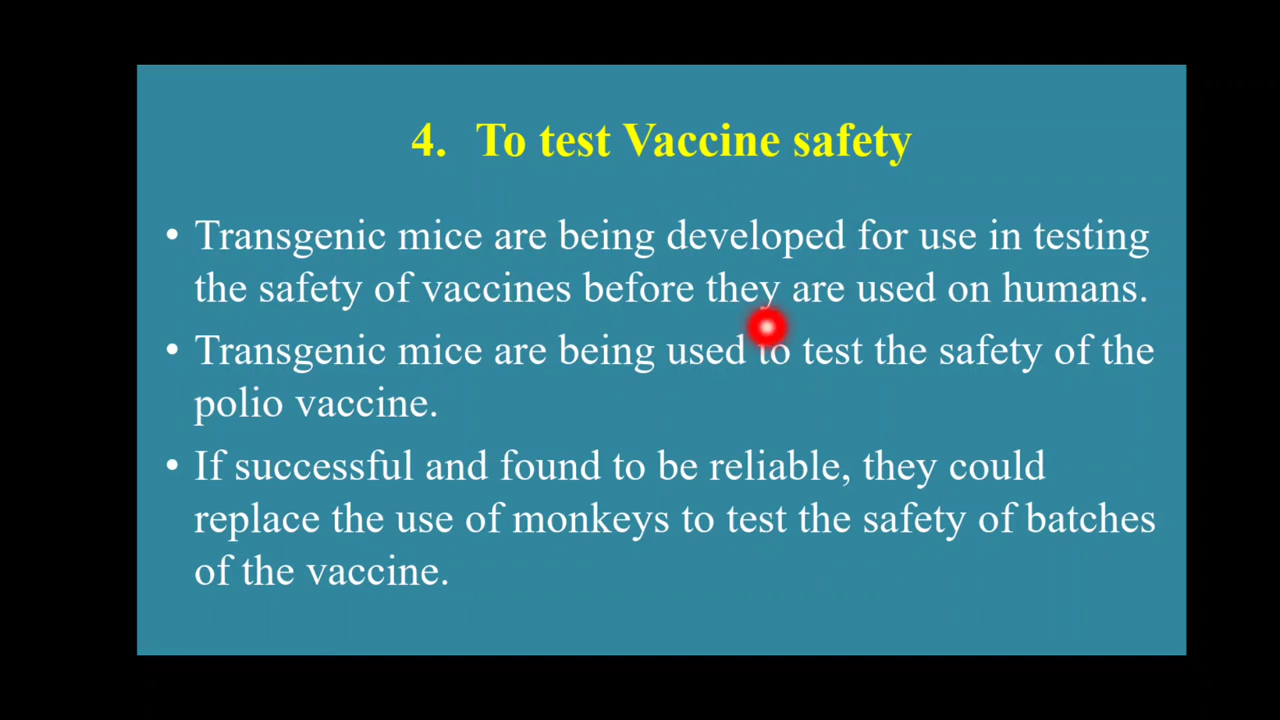 4. To test Vaccine safety
• Transgenic mice are being developed for use in testing
the safety of vaccines before they are used on humans.
• Transgenic mice are being used to test the safety of the
polio vaccine.
• If successful and found to be reliable, they could
replace the use of monkeys to test the safety of batches
of the vaccine.